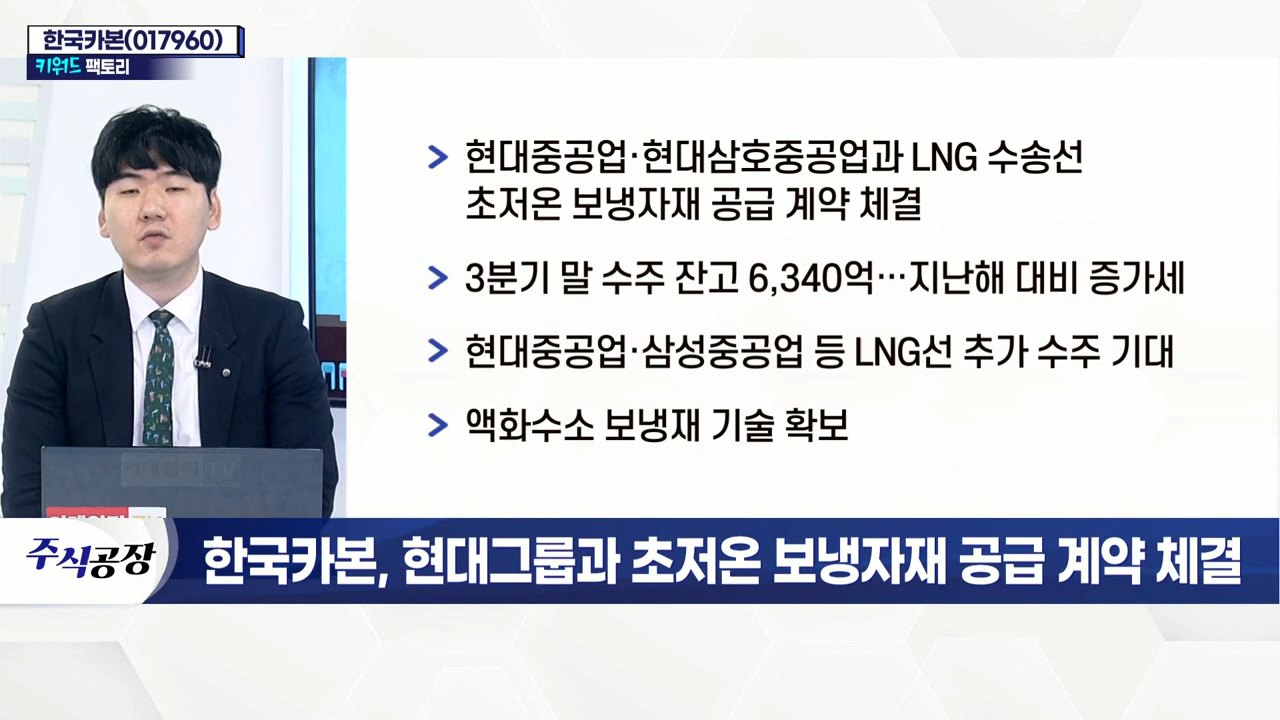 한국카본(017960)
키워드 팩토리
> 현대중공업·현대삼호중공업과 LNG 수송선
초저온 보냉자재 공급 계약 체결
> 3분기 말 수주 잔고 6,340억…지난해 대비 증가세
> 현대중공업·삼성중공업 등 LNG선 추가 수주 기대
> 액화수소 보냉재 기술 확보
이데일리 TV
주식공장
한국카본, 현대그룹과 초저온 보냉자재 공급 계약 체결